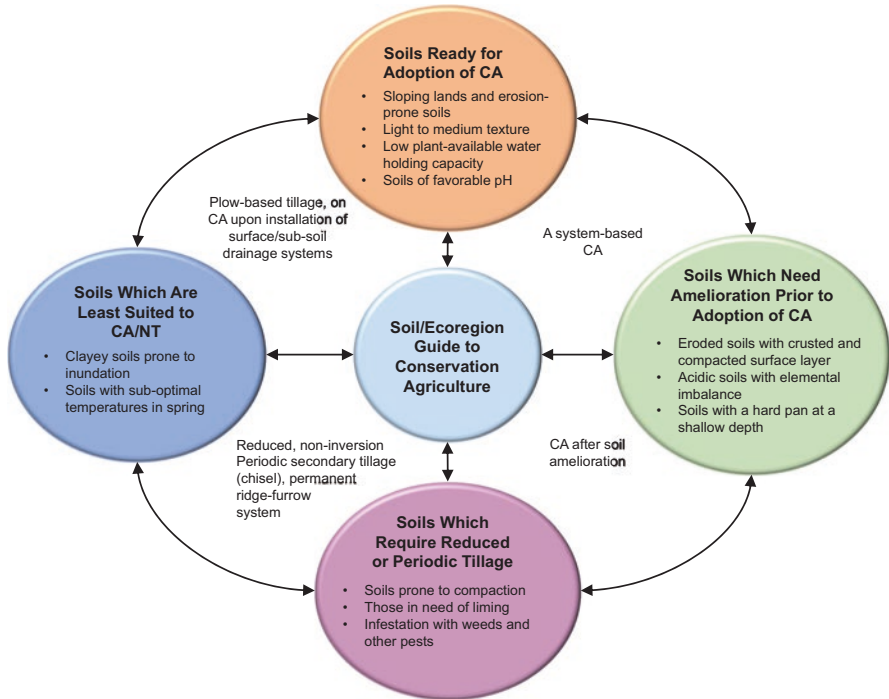 Soils Ready for
Adoption of CA
• Sloping lands and erosion-
prone soils
• Light to medium texture
• Low plant-available water
holding capacity
• Soils of favorable pH
Plow-based tillage, on
CA upon installation of
surface/sub-soil
drainage systems
A system-based
CA
Soils Which Are
Least Suited to
CA/NT
• Clayey soils prone to
inundation
• Soils with sub-optimal
temperatures in spring
Soil/Ecoregion
Guide to
Conservation
Agriculture
Soils Which Need
Amelioration Prior to
Adoption of CA
• Eroded soils with crusted and
compacted surface layer
• Acidic soils with elemental
imbalance
• Soils with a hard pan at a
shallow depth
Reduced, non-inversion
Periodic secondary tillage
(chisel), permanent
ridge-furrow
system
CA after soil
amelioration
Soils Which
Require Reduced
or Periodic Tillage
• Soils prone to compaction
• Those in need of liming
• Infestation with weeds and
other pests